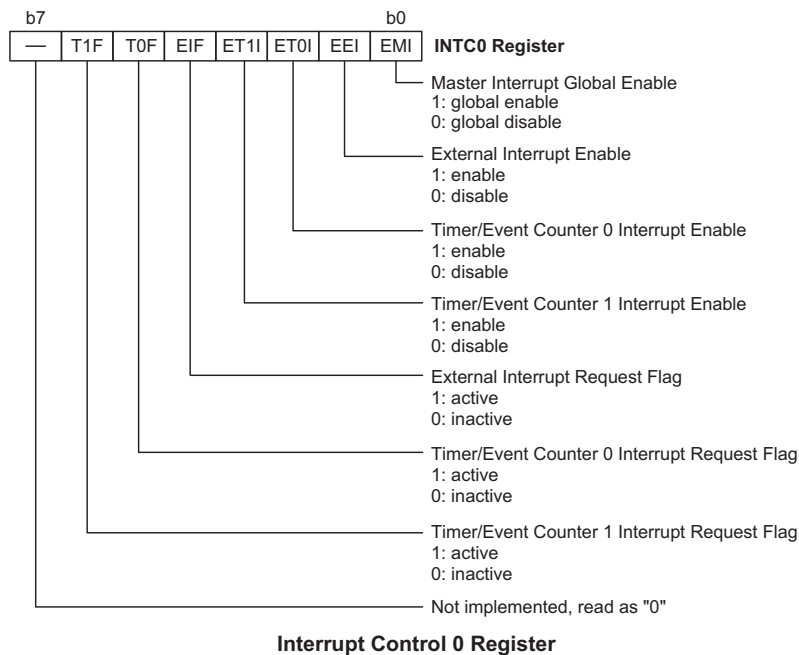 b7 b0
— T1F T0F EIF ET1I ET0I EEI EMI INTC0 Register
Master Interrupt Global Enable
1: global enable
0: global disable
External Interrupt Enable
1: enable
0: disable
Timer/Event Counter 0 Interrupt Enable
1: enable
0: disable
Timer/Event Counter 1 Interrupt Enable
1: enable
0: disable
External Interrupt Request Flag
1: active
0: inactive
Timer/Event Counter 0 Interrupt Request Flag
1: active
0: inactive
Timer/Event Counter 1 Interrupt Request Flag
1: active
0: inactive
Not implemented, read as "0"
Interrupt Control 0 Register